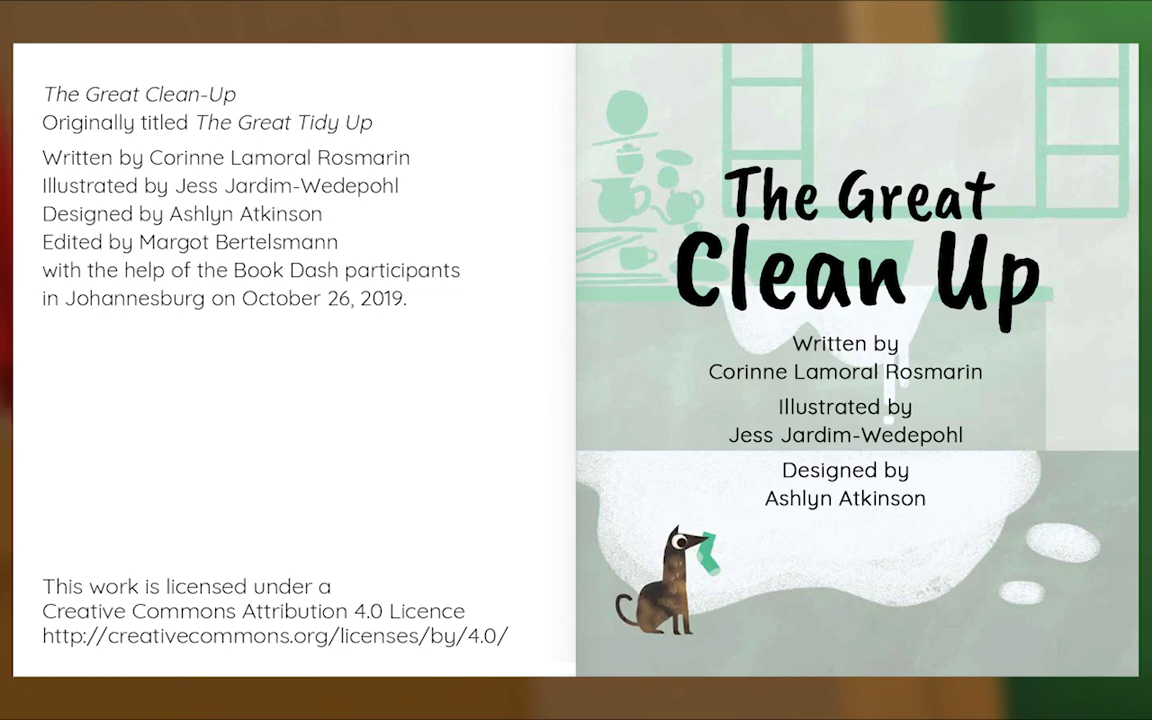 The Great Clean-Up
Originally titled The Great Tidy Up
Written by Corinne Lamoral Rosmarin
Illustrated by Jess Jardim-Wedepohl
Designed by Ashlyn Atkinson
Edited by Margot Bertelsmann
with the help of the Book Dash participants
in Johannesburg on October 26, 2019.
This work is licensed under a
Creative Commons Attribution 4.0 Licence
http://creativecommons.org/licenses/by/4.0/
The Great
Clean Up
Written by
Corinne Lamoral Rosmarin
Illustrated by
Jess Jardim-Wedepohl
Designed by
Ashlyn Atkinson